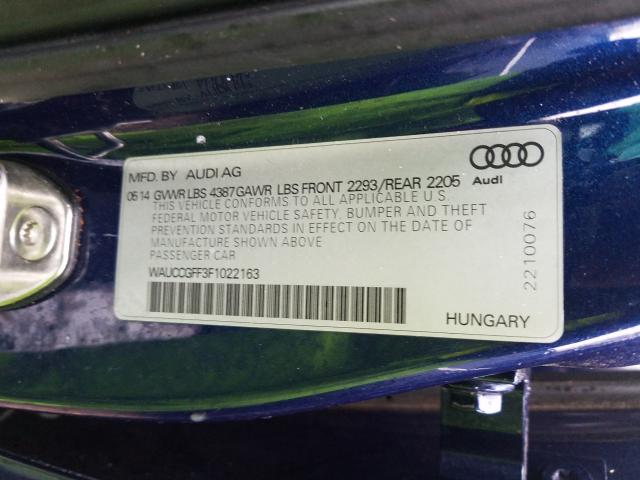 MFD. BY AUDI AG
0514 GVWR LBS 4387 GAWR LBS FRONT 2293/REAR 2205
THIS VEHICLE CONFORMS TO ALL APPLICABLE U.S.
FEDERAL MOTOR VEHICLE SAFETY, BUMPER AND THEFT
PREVENTION STANDARDS IN EFFECT ON THE DATE OF
MANUFACTURE SHOWN ABOVE
PASSENGER CAR
WAUCCGFF3F1022163
HUNGARY
Audi
2210076